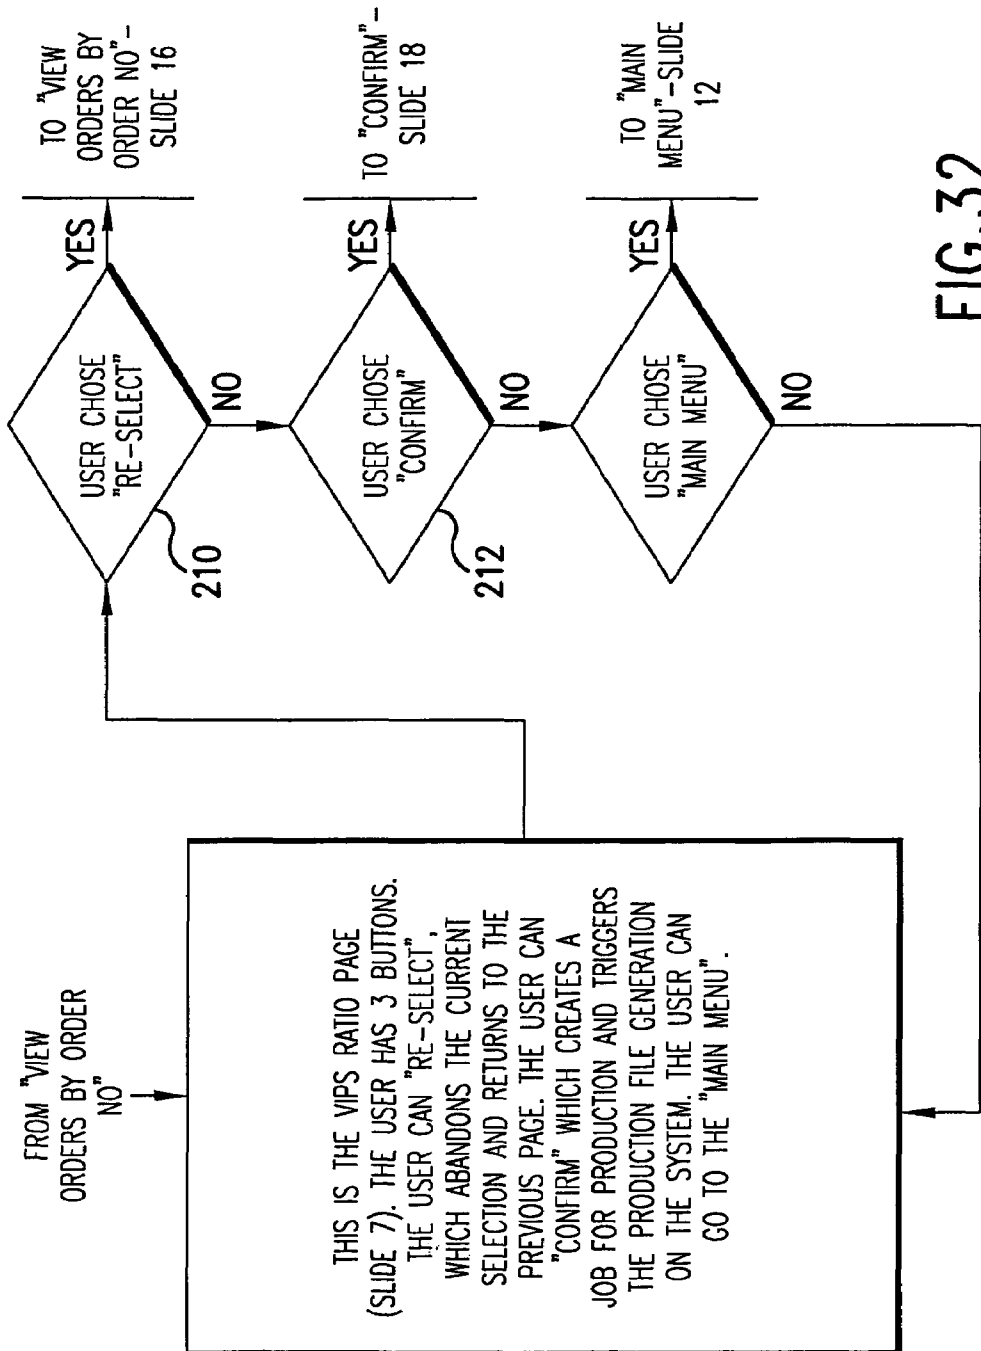 FROM "VIEW
ORDERS BY ORDER
NO"
THIS IS THE VIPS RATIO PAGE
(SLIDE 7). THE USER HAS 3 BUTTONS.
THE USER CAN "RE-SELECT",
WHICH ABANDONS THE CURRENT
SELECTION AND RETURNS TO THE
PREVIOUS PAGE. THE USER CAN
"CONFIRM" WHICH CREATES A
JOB FOR PRODUCTION AND TRIGGERS
THE PRODUCTION FILE GENERATION
ON THE SYSTEM. THE USER CAN
GO TO THE "MAIN MENU".
USER CHOSE
"RE-SELECT"
210
YES
NO
TO "VIEW
ORDERS BY
ORDER NO"-
SLIDE 16
USER CHOSE
"CONFIRM"
212
YES
NO
TO "CONFIRM"-
SLIDE 18
USER CHOSE
"MAIN MENU"
YES
NO
TO "MAIN
MENU"-SLIDE
12
FIG.32